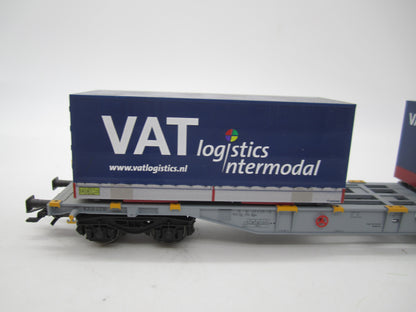 VAT logistics
intermodal
www.vatlogistics.nl